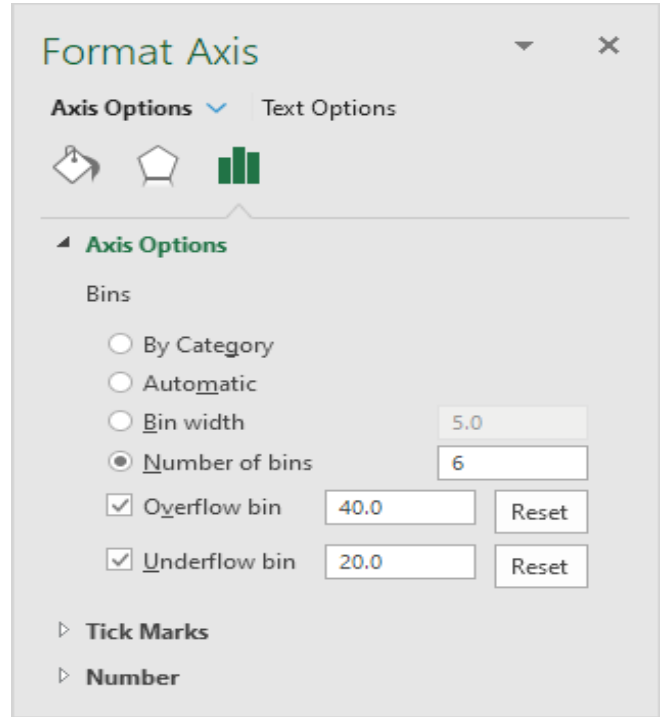 Format Axis
Axis Options Text Options
Axis Options
Bins
By Category
Automatic
Bin width 5.0
Number of bins 6
Overflow bin 40.0 Reset
Underflow bin 20.0 Reset
Tick Marks
Number